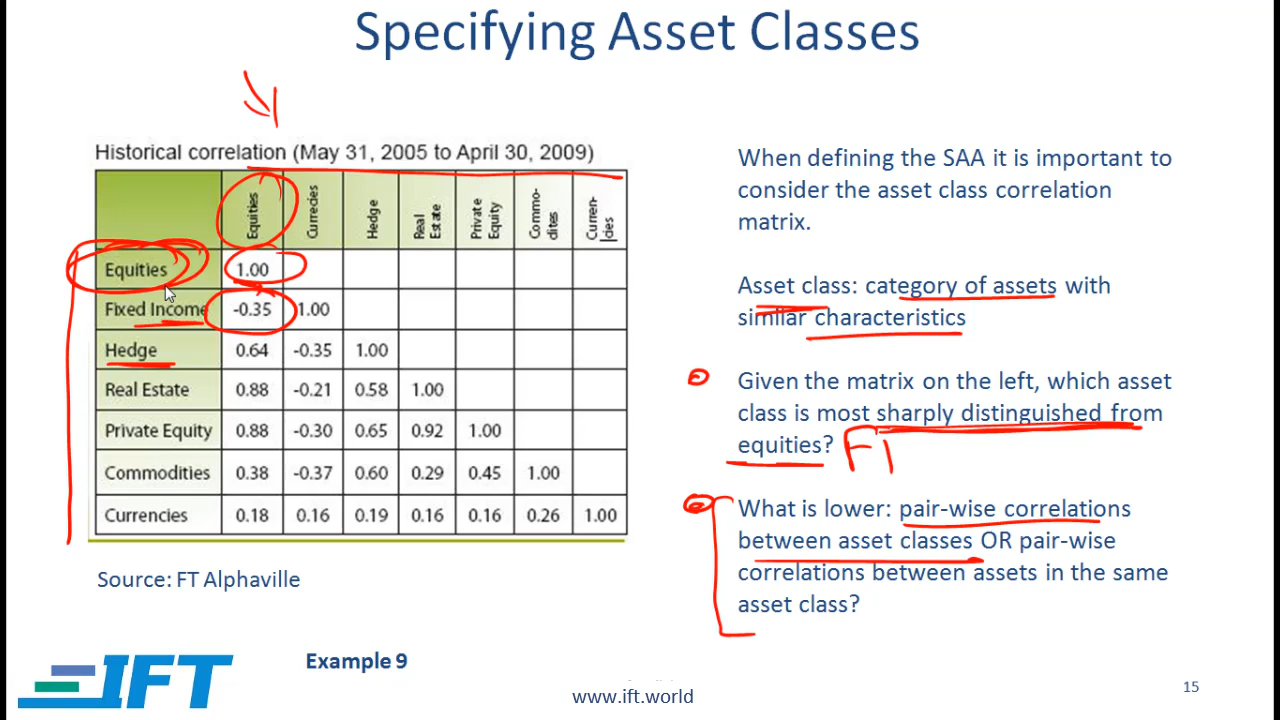 Specifying Asset Classes
Historical correlation (May 31, 2005 to April 30, 2009)
Equities Currecies Hedge Real Estate Private Equity Commo-dites Curren-cies
Equities 1.00
Fixed Income -0.35 1.00
Hedge 0.64 -0.35 1.00
Real Estate 0.88 -0.21 0.58 1.00
Private Equity 0.88 -0.30 0.65 0.92 1.00
Commodities 0.38 -0.37 0.60 0.29 0.45 1.00
Currencies 0.18 0.16 0.19 0.16 0.16 0.26 1.00
Source: FT Alphaville
When defining the SAA it is important to
consider the asset class correlation
matrix.
Asset class: category of assets with
similar characteristics
Given the matrix on the left, which asset
class is most sharply distinguished from
equities? FI
What is lower: pair-wise correlations
between asset classes OR pair-wise
correlations between assets in the same
asset class?
IFT
Example 9
www.ift.world
15